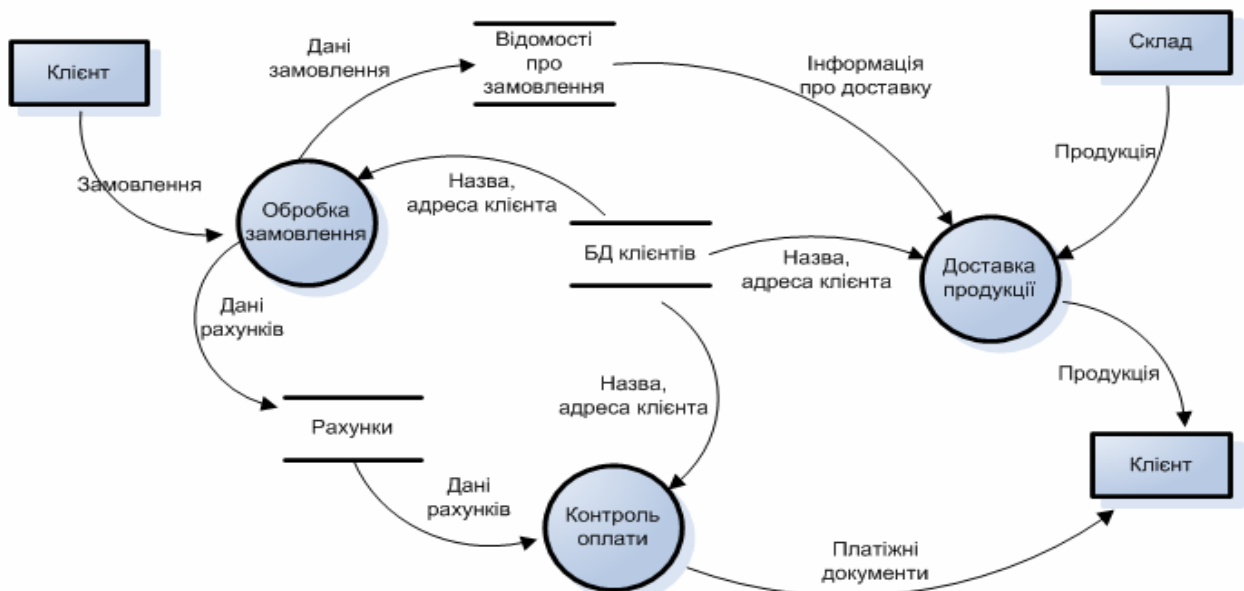 Клієнт
Дані
замовлення
Відомості
про
замовлення
Інформація
про доставку
Склад
Продукція
Замовлення
Обробка
замовлення
Назва,
адреса клієнта
БД клієнтів
Назва,
адреса клієнта
Доставка
продукції
Дані
рахунків
Назва,
адреса клієнта
Продукція
Рахунки
Клієнт
Дані
рахунків
Контроль
оплати
Платіжні
документи